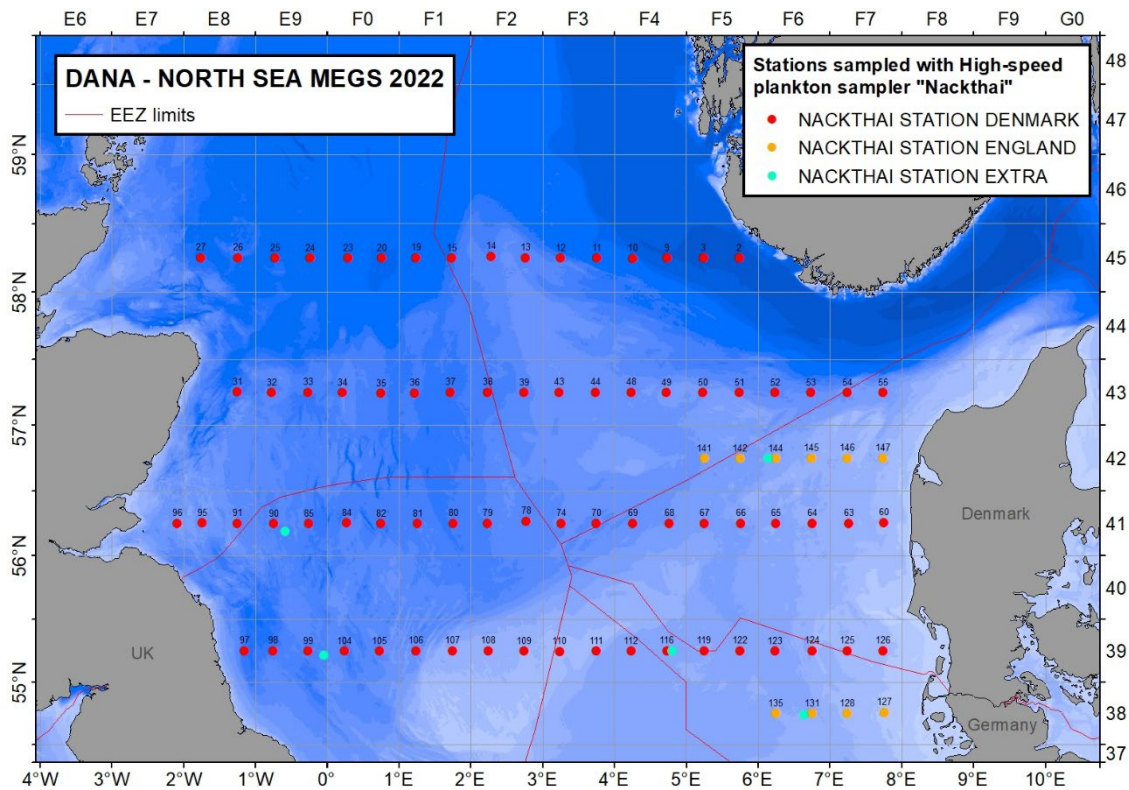 E6 E7 E8 E9 F0 F1 F2 F3 F4 F5 F6 F7 F8 F9 G0
DANA - NORTH SEA MEGS 2022
EEZ limits
Stations sampled with High-speed
plankton sampler "Nackthai"
NACKTHAI STATION DENMARK
NACKTHAI STATION ENGLAND
NACKTHAI STATION EXTRA
48
47
59°N
46
27 26 25 24 23 20 19 15 14 13 12 11 10 9 3 2
45
58°N
44
31 32 33 34 35 36 37 38 39 43 44 48 49 50 51 52 53 54 55
43
57°N
141 142 144 145 146 147
42
96 95 91 90 85 84 82 81 80 79 78 74 70 69 68 67 66 65 64 63 60
Denmark
41
56°N
40
97 98 99 104 105 106 107 108 109 110 111 112 116 119 122 123 124 125 126
UK
39
55°N
135 131 128 127
Germany
38
37
4°W 3°W 2°W 1°W 0° 1°E 2°E 3°E 4°E 5°E 6°E 7°E 8°E 9°E 10°E